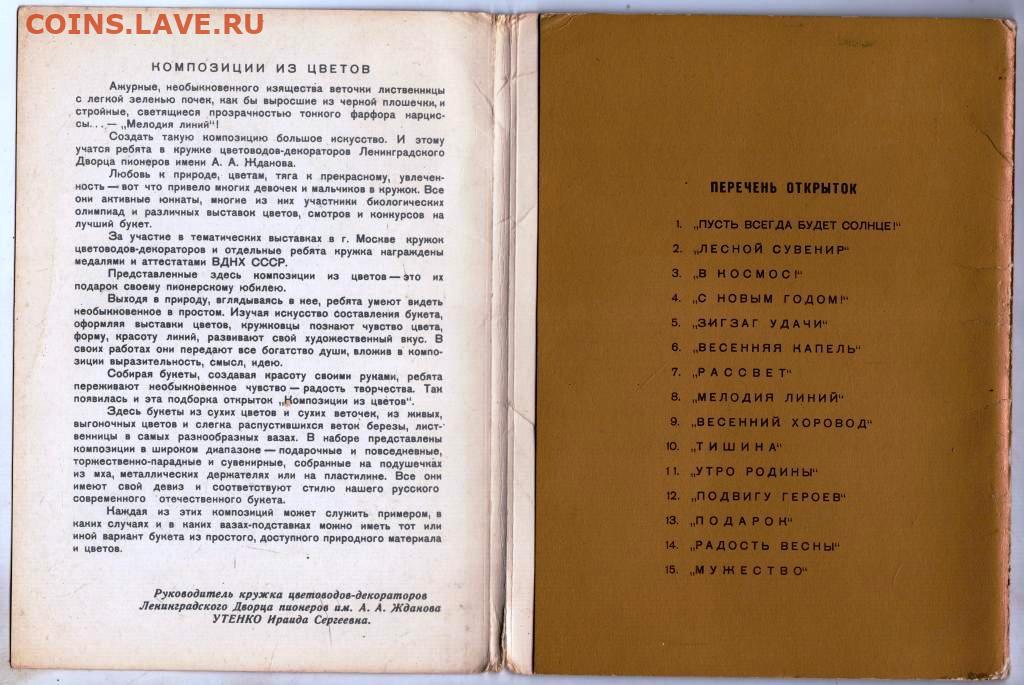 COINS.LAVE.RU
КОМПОЗИЦИИ ИЗ ЦВЕТОВ
Ажурные, необыкновенного изящества веточки лиственницы
с легкой зеленью почек, как бы выросшие из черной плошечки, и
стройные, светящиеся прозрачностью тонкого фарфора нарцис-
сы... — „Мелодия линий"!
Создать такую композицию большое искусство. И этому
учатся ребята в кружке цветоводов-декораторов Ленинградского
Дворца пионеров имени А. А. Жданова.
Любовь к природе, цветам, тяга к прекрасному, увлечен-
ность — вот что привело многих девочек и мальчиков в кружок. Все
они активные юннаты, многие из них участники биологических
олимпиад и различных выставок цветов, смотров и конкурсов на
лучший букет.
За участие в тематических выставках в г. Москве кружок
цветоводов-декораторов и отдельные ребята кружка награждены
медалями и аттестатами ВДНХ СССР.
Представленные здесь композиции из цветов — это их
подарок своему пионерскому юбилею.
Выходя в природу, вглядываясь в нее, ребята умеют видеть
необыкновенное в простом. Изучая искусство составления букета,
оформляя выставки цветов, кружковцы познают чувство цвета,
форму, красоту линий, развивают свой художественный вкус. В
своих работах они передают все богатство души, вложив в компо-
зиции выразительность, смысл, идею.
Собирая букеты, создавая красоту своими руками, ребята
переживают необыкновенное чувство — радость творчества. Так
появилась и эта подборка открыток „Композиции из цветов".
Здесь букеты из сухих цветов и сухих веточек, из живых,
выгоночных цветов и слегка распустившихся веток березы, лист-
венницы в самых разнообразных вазах. В наборе представлены
композиции в широком диапазоне — подарочные и повседневные,
торжественно-парадные и сувенирные, собранные на подушечках
из мха, металлических держателях или на пластилине. Все они
имеют свой девиз и соответствуют стилю нашего русского
современного отечественного букета.
Каждая из этих композиций может служить примером, в
каких случаях и в каких вазах-подставках можно иметь тот или
иной вариант букета из простого, доступного природного материала
и цветов.
Руководитель кружка цветоводов-декораторов
Ленинградского Дворца пионеров им. А. А. Жданова
УТЕНКО Ираида Сергеевна.
ПЕРЕЧЕНЬ ОТКРЫТОК
1. „ПУСТЬ ВСЕГДА БУДЕТ СОЛНЦЕ!"
2. „ЛЕСНОЙ СУВЕНИР"
3. „В КОСМОС!"
4. „С НОВЫМ ГОДОМ!"
5. „ЗИГЗАГ УДАЧИ"
6. „ВЕСЕННЯЯ КАПЕЛЬ"
7. „РАССВЕТ"
8. „МЕЛОДИЯ ЛИНИЙ"
9. „ВЕСЕННИЙ ХОРОВОД"
10. „ТИШИНА"
11. „УТРО РОДИНЫ"
12. „ПОДВИГУ ГЕРОЕВ"
13. „ПОДАРОК"
14. „РАДОСТЬ ВЕСНЫ"
15. „МУЖЕСТВО"